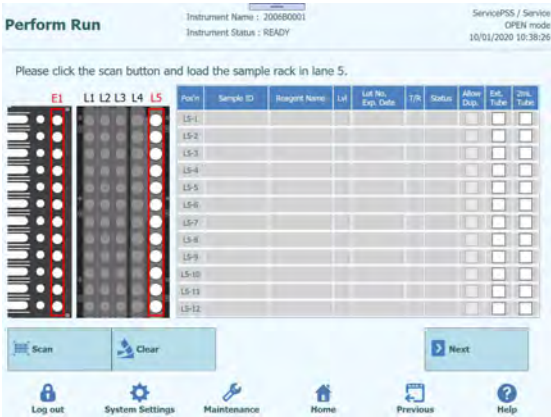 Perform Run
Instrument Name : 2006B0001
Instrument Status : READY
ServicePSS / Service
OPEN mode
10/01/2020 10:38:26
Please click the scan button and load the sample rack in lane 5.
E1 L1 L2 L3 L4 L5
Pos'n Sample ID Reagent Name Lvl Lot No. Exp. Date T/R Status Allow Dup. Ext. Tube 2mL Tube
L5-1
L5-2
L5-3
L5-4
L5-5
L5-6
L5-7
L5-8
L5-9
L5-10
L5-11
L5-12
Scan Clear Next
Log out System Settings Maintenance Home Previous Help